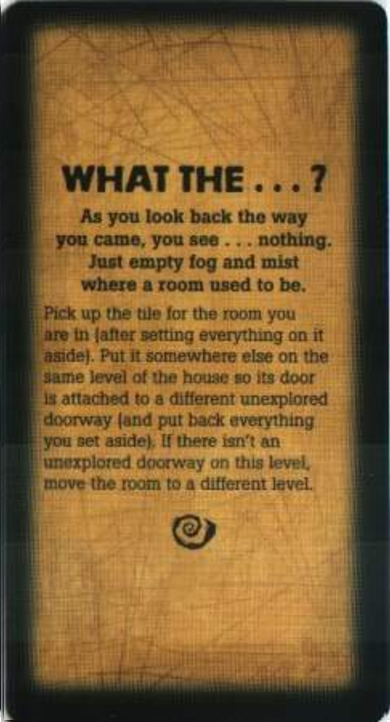 WHAT THE . . . ?
As you look back the way
you came, you see . . . nothing.
Just empty fog and mist
where a room used to be.
Pick up the tile for the room you
are in (after setting everything on it
aside). Put it somewhere else on the
same level of the house so its door
is attached to a different unexplored
doorway (and put back everything
you set aside). If there isn't an
unexplored doorway on this level,
move the room to a different level.